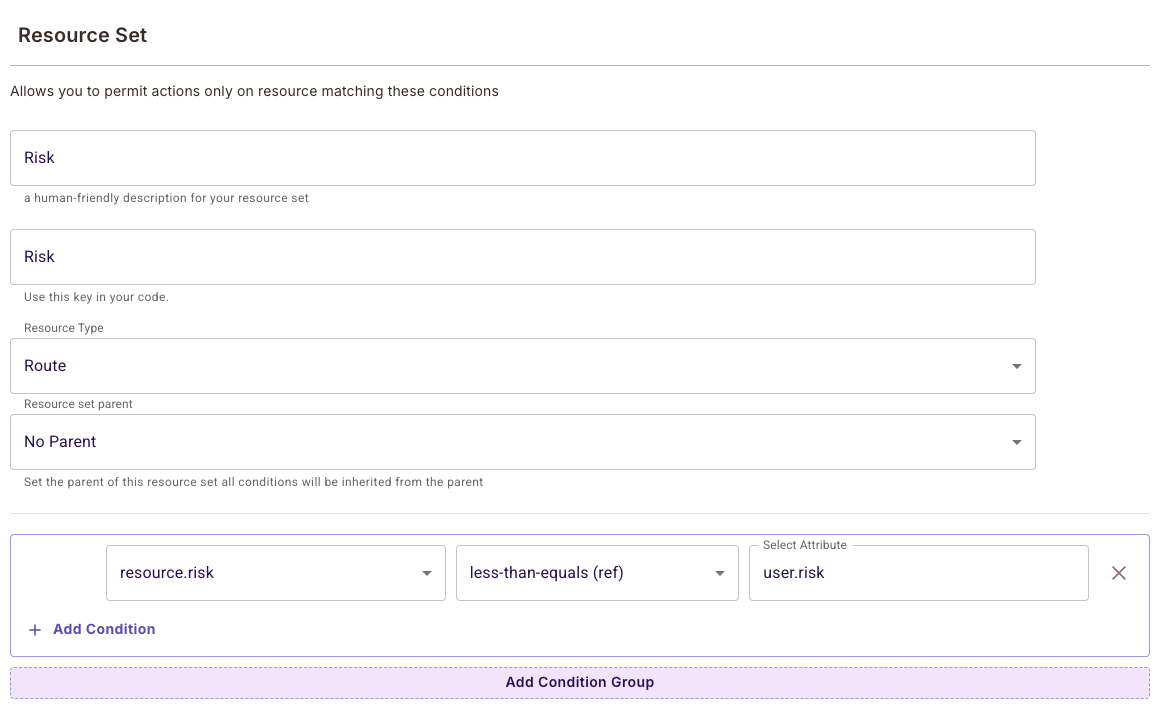 Resource Set
Allows you to permit actions only on resource matching these conditions
Risk
a human-friendly description for your resource set
Risk
Use this key in your code.
Resource Type
Route
Resource set parent
No Parent
Set the parent of this resource set all conditions will be inherited from the parent
Select Attribute
resource.risk less-than-equals (ref) user.risk
+ Add Condition
Add Condition Group